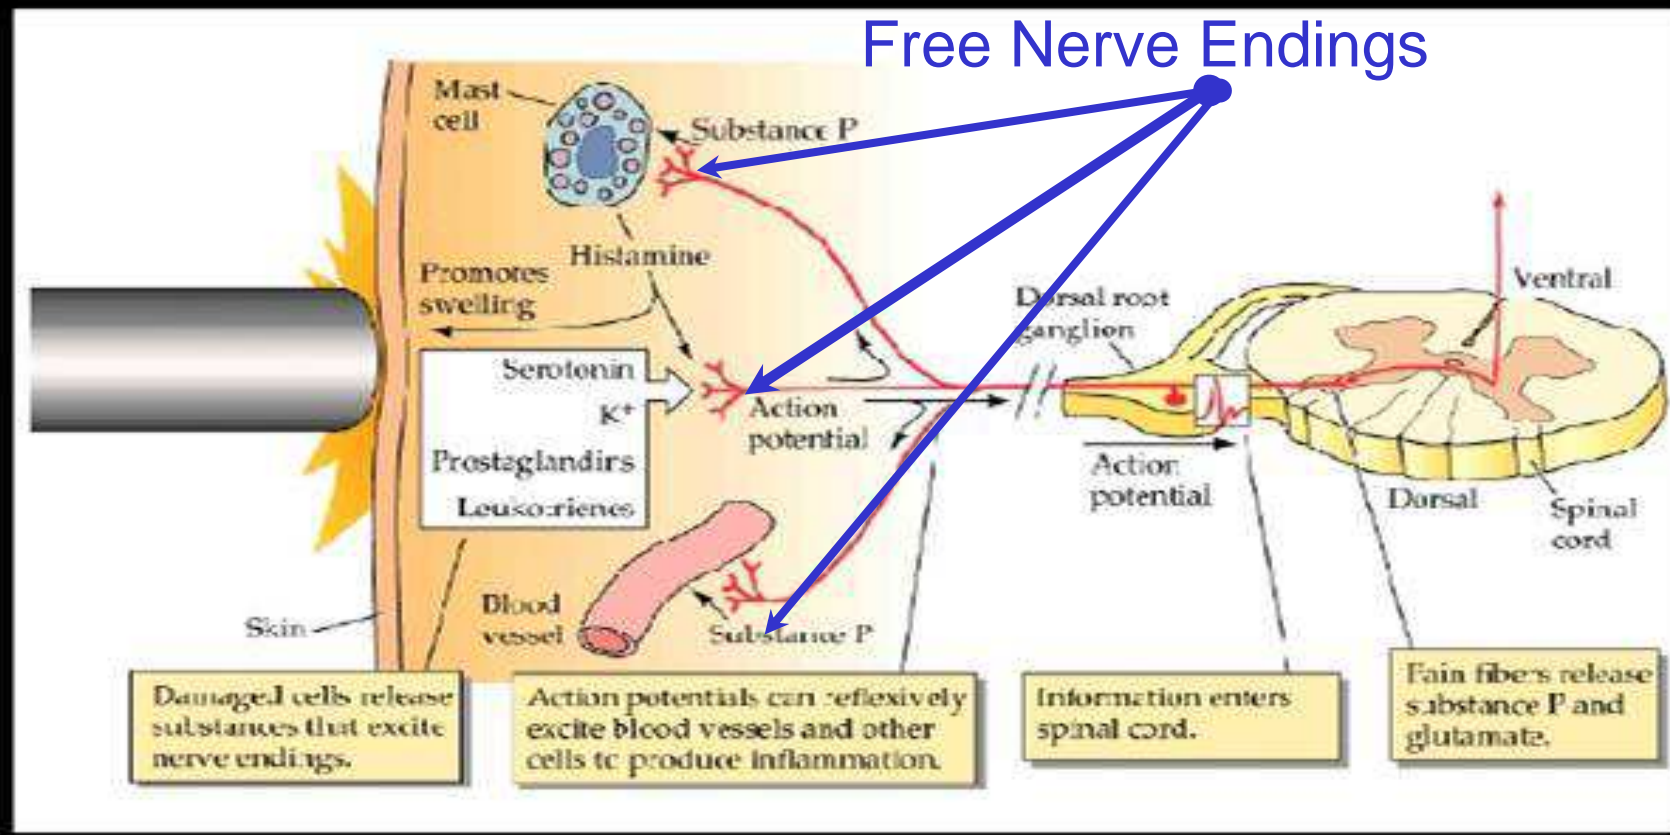 Free Nerve Endings
Mast
cell
Substance P
Histamine
Promotes
swelling
Serotonin
K+
Prostaglandins
Leukotrienes
Action
potential
Blood
vessel
Substance P
Skin
Dorsal root
ganglion
Action
potential
Ventral
Dorsal
Spinal
cord
Damaged cells release
substances that excite
nerve endings.
Action potentials can reflexively
excite blood vessels and other
cells to produce inflammation.
Information enters
spinal cord.
Pain fibers release
substance P and
glutamate.